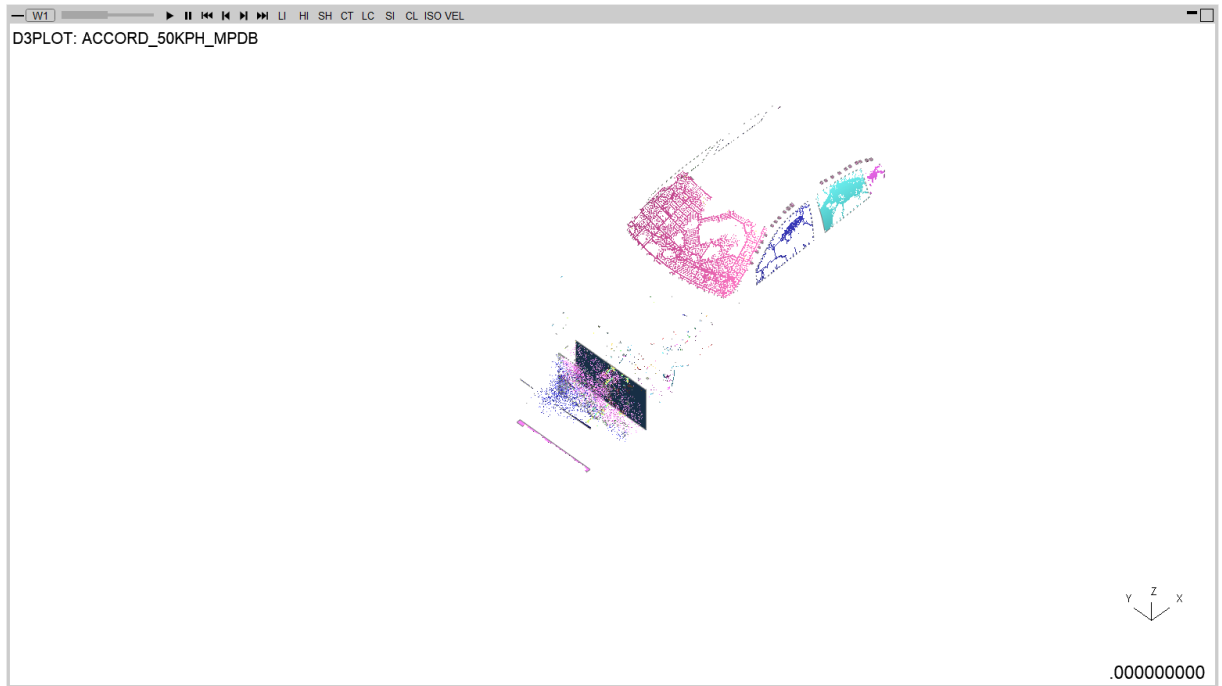 W1 LI HI SH CT LC SI CL ISO VEL
D3PLOT: ACCORD_50KPH_MPDB
Y Z X
.000000000